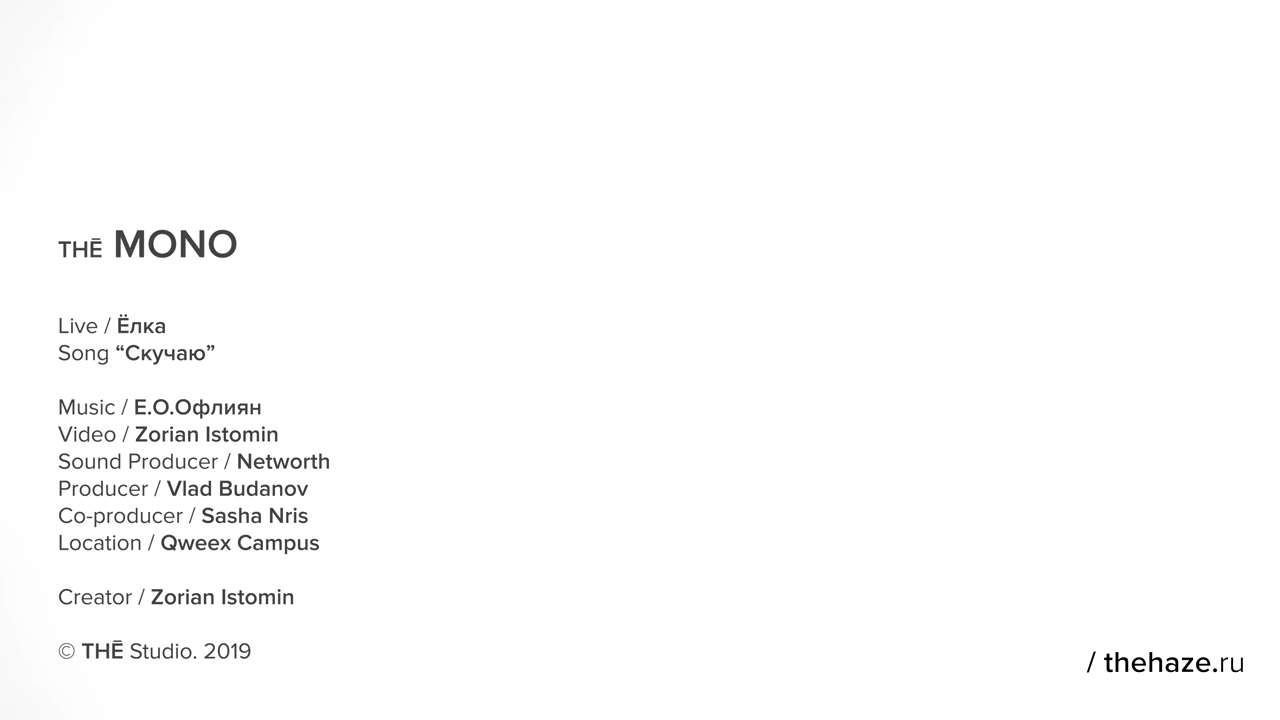 THĒ MONO
Live / Ёлка
Song “Скучаю”
Music / Е.О.Офлиян
Video / Zorian Istomin
Sound Producer / Networth
Producer / Vlad Budanov
Co-producer / Sasha Nris
Location / Qweex Campus
Creator / Zorian Istomin
© THĒ Studio. 2019
/ thehaze.ru